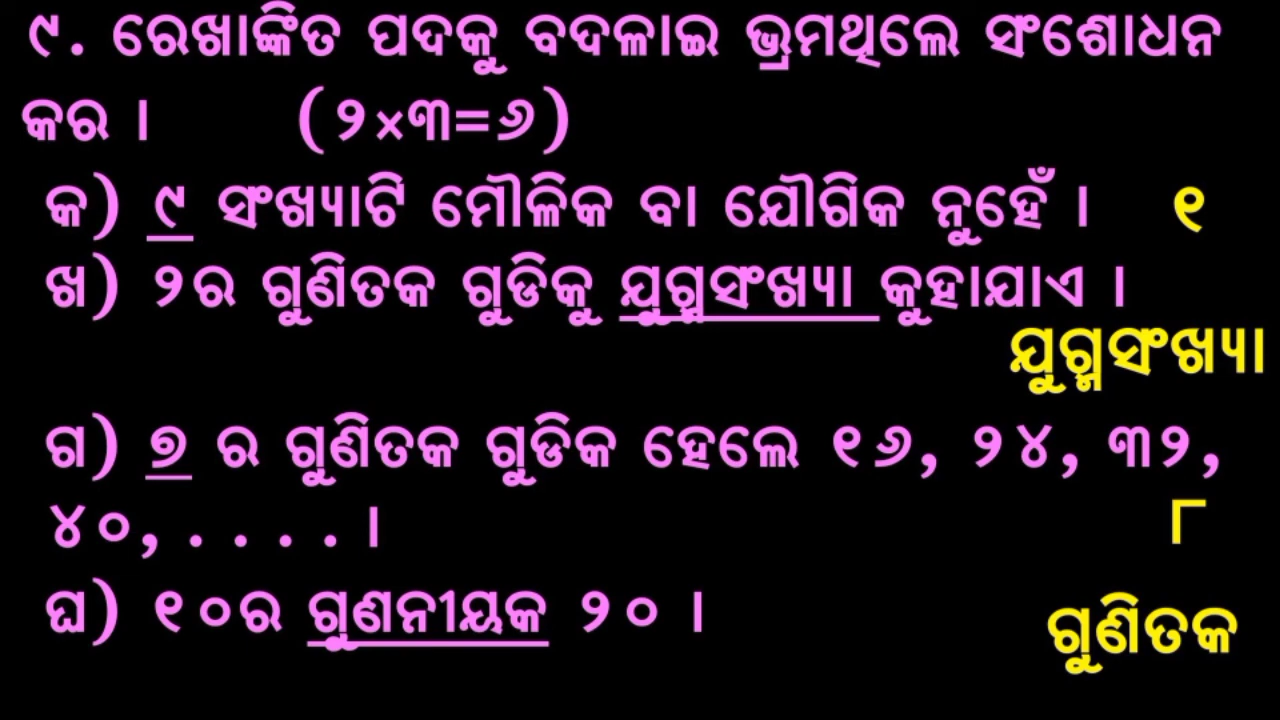 ୯. ରେଖାଙ୍କିତ ପଦକୁ ବଦଳାଇ ଭ୍ରମଥିଲେ ସଂଶୋଧନ
କର । (୨×୩=୬)
କ) ୯ ସଂଖ୍ୟାଟି ମୌଳିକ ବା ଯୌଗିକ ନୁହେଁ । ୧
ଖ) ୨ର ଗୁଣିତକ ଗୁଡିକୁ ଯୁଗ୍ମସଂଖ୍ୟା କୁହାଯାଏ ।
ଯୁଗ୍ମସଂଖ୍ୟା
ଗ) ୭ ର ଗୁଣିତକ ଗୁଡିକ ହେଲେ ୧୬, ୨୪, ୩୨,
୪୦, . . . . । ୮
ଘ) ୧୦ର ଗୁଣନୀୟକ ୨୦ । ଗୁଣିତକ